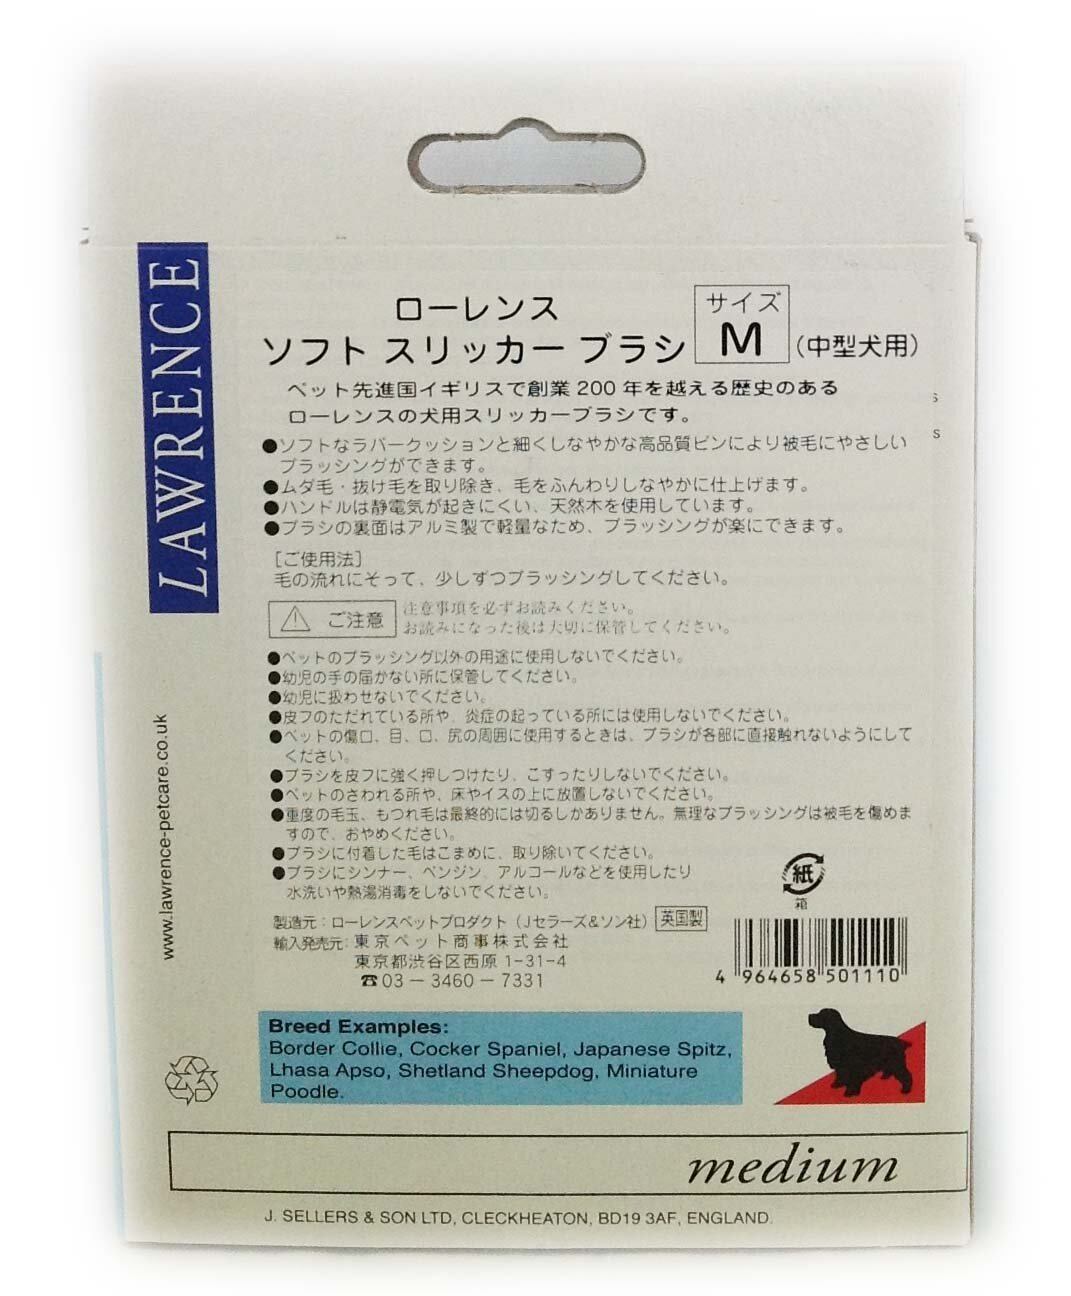 LAWRENCE
www.lawrence-petcare.co.uk
ローレンス
ソフト スリッカー ブラシ
サイズ
M
(中型犬用)
ペット先進国イギリスで創業200年を越える歴史のある
ローレンスの犬用スリッカーブラシです。
●ソフトなラバークッションと細くしなやかな高品質ピンにより被毛にやさしい
ブラッシングができます。
●ムダ毛・抜け毛を取り除き、毛をふんわりしなやかに仕上げます。
●ハンドルは静電気が起きにくい、天然木を使用しています。
●ブラシの裏面はアルミ製で軽量なため、ブラッシングが楽にできます。
[ご使用法]
毛の流れにそって、少しずつブラッシングしてください。
ご注意
注意事項を必ずお読みください。
お読みになった後は大切に保管してください。
●ペットのブラッシング以外の用途に使用しないでください。
●幼児の手の届かない所に保管してください。
●幼児に扱わせないでください。
●皮フのただれている所や、炎症の起っている所には使用しないでください。
●ペットの傷口、目、口、尻の周囲に使用するときは、ブラシが各部に直接触れないようにして
ください。
●ブラシを皮フに強く押しつけたり、こすったりしないでください。
●ペットのさわれる所や、床やイスの上に放置しないでください。
●重度の毛玉、もつれ毛は最終的には切るしかありません。無理なブラッシングは被毛を傷めま
すので、おやめください。
●ブラシに付着した毛はこまめに、取り除いてください。
●ブラシにシンナー、ベンジン、アルコールなどを使用したり
水洗いや熱湯消毒をしないでください。
製造元：ローレンスペットプロダクト（Jセラーズ&ソン社） 英国製
輸入発売元：東京ペット商事株式会社
東京都渋谷区西原 1-31-4
☎03－3460－7331
紙
箱
4 964658 501110
Breed Examples:
Border Collie, Cocker Spaniel, Japanese Spitz,
Lhasa Apso, Shetland Sheepdog, Miniature
Poodle.
medium
J. SELLERS & SON LTD, CLECKHEATON, BD19 3AF, ENGLAND.